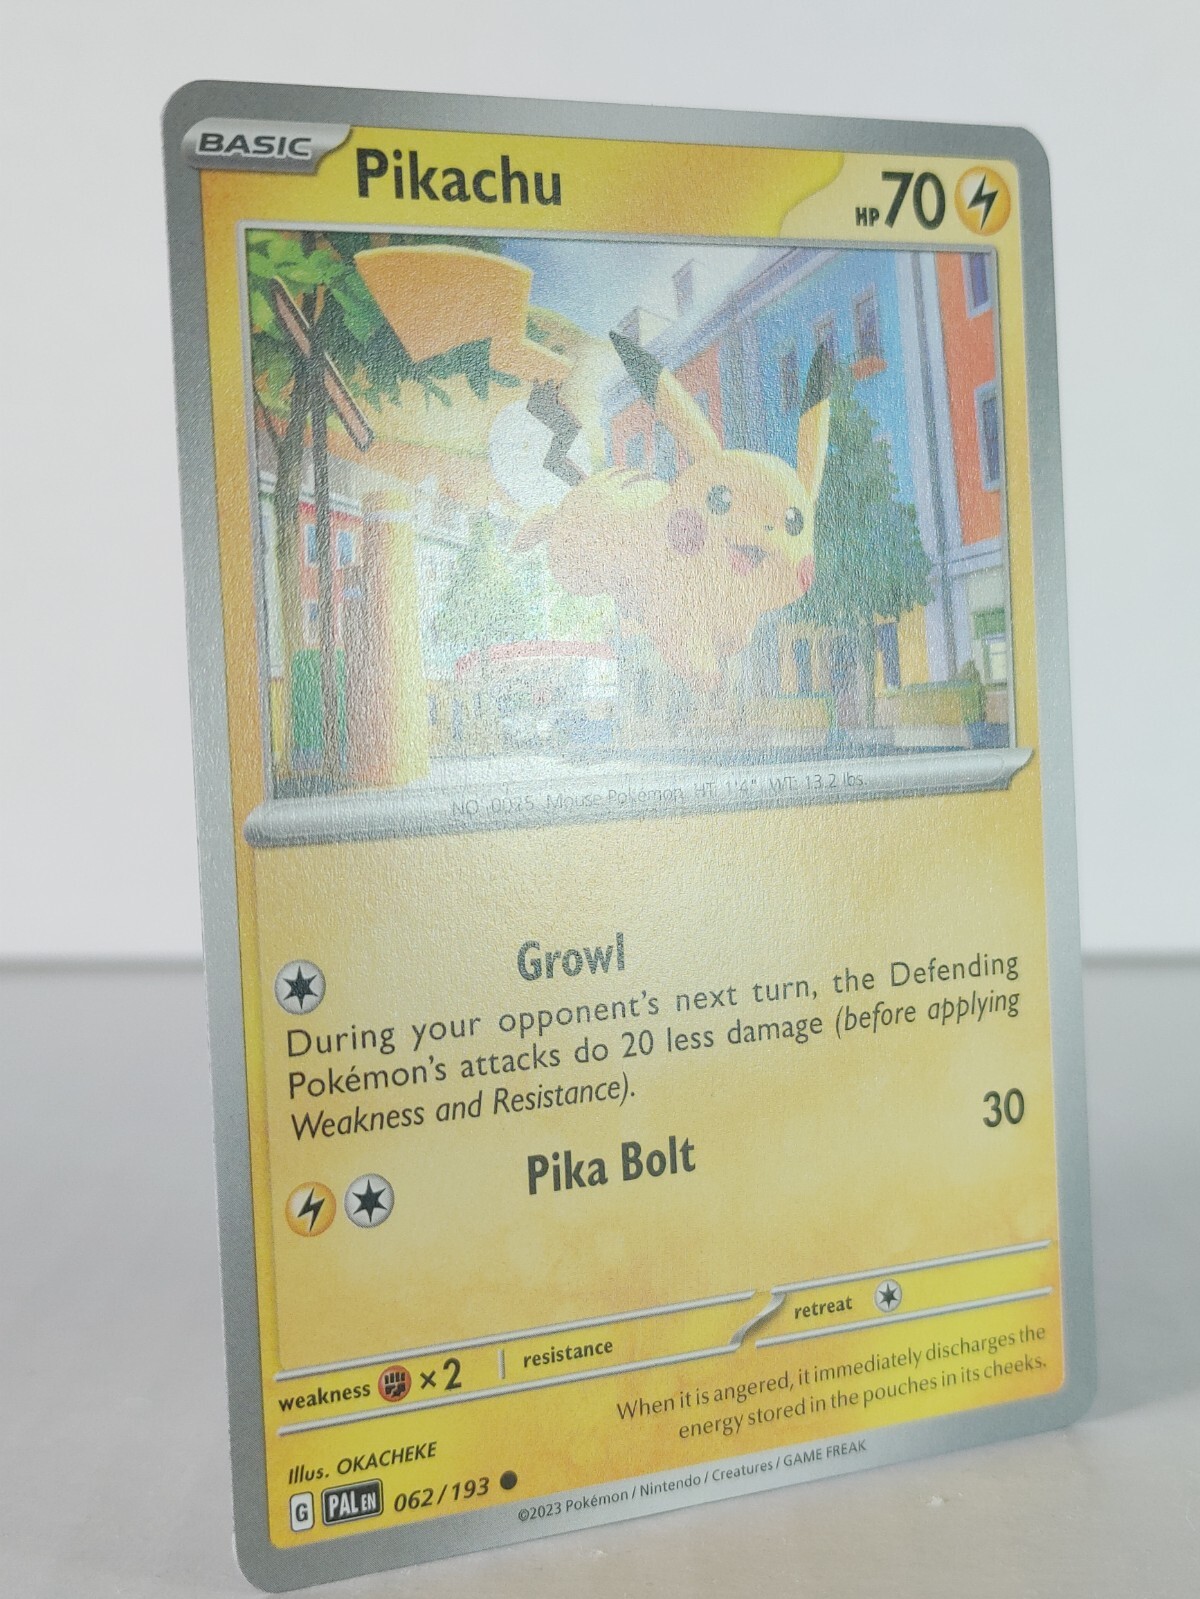 BASIC Pikachu HP 70
NO. 0025 Mouse Pokémon HT: 1'4" WT: 13.2 lbs.
Growl
During your opponent's next turn, the Defending
Pokémon's attacks do 20 less damage (before applying
Weakness and Resistance).
Pika Bolt 30
weakness ×2 resistance retreat
When it is angered, it immediately discharges the
energy stored in the pouches in its cheeks.
Illus. OKACHEKE
G PAL EN 062/193
©2023 Pokémon / Nintendo / Creatures / GAME FREAK